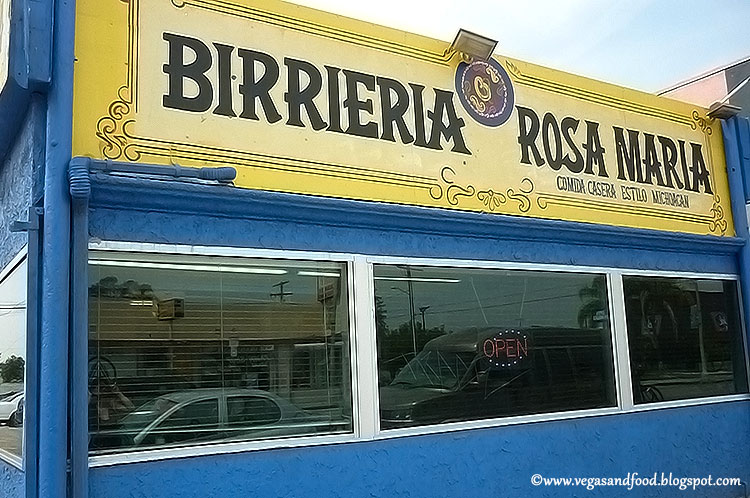 BIRRIERIA ROSA MARIA
COMIDA CASERA ESTILO MICHOACAN
OPEN
©www.vegasandfood.blogspot.com